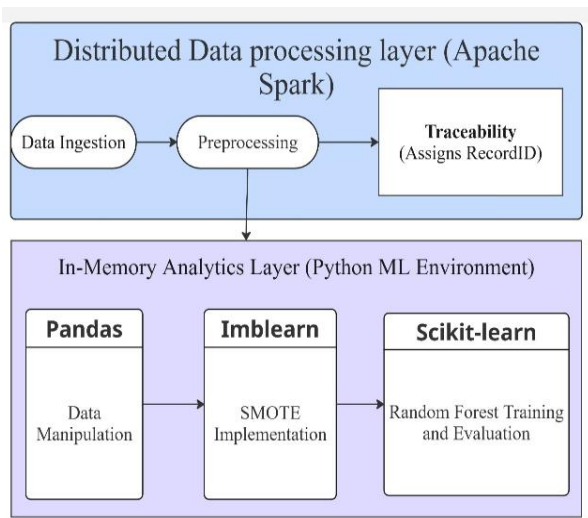 Distributed Data processing layer (Apache
Spark)
Data Ingestion
Preprocessing
Traceability
(Assigns RecordID)
In-Memory Analytics Layer (Python ML Environment)
Pandas
Data
Manipulation
Imblearn
SMOTE
Implementation
Scikit-learn
Random Forest Training
and Evaluation